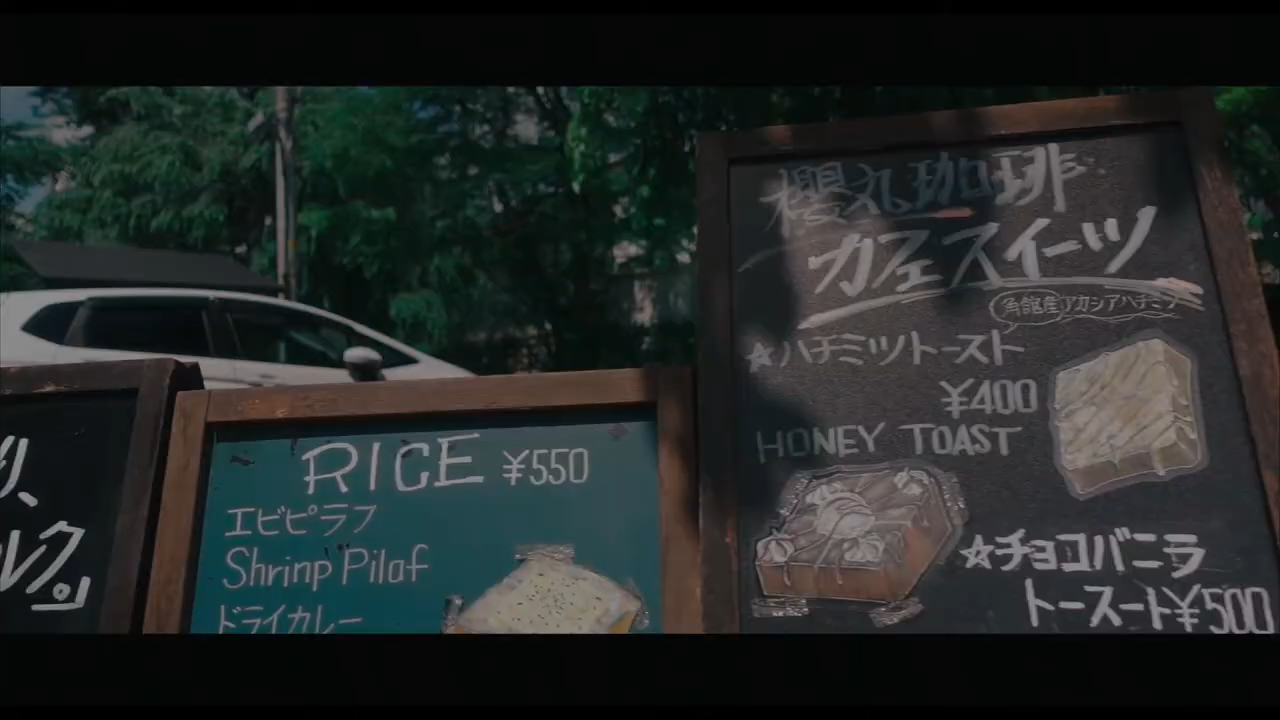 り、
ルク。」
RICE ¥550
エビピラフ
Shrinp Pilaf
ドライカレー
櫻丸珈琲
カフェスイーツ
角館産アカシアハチミツ
☆ハチミツトースト
¥400
HONEY TOAST
☆チョコバニラ
トースート¥500